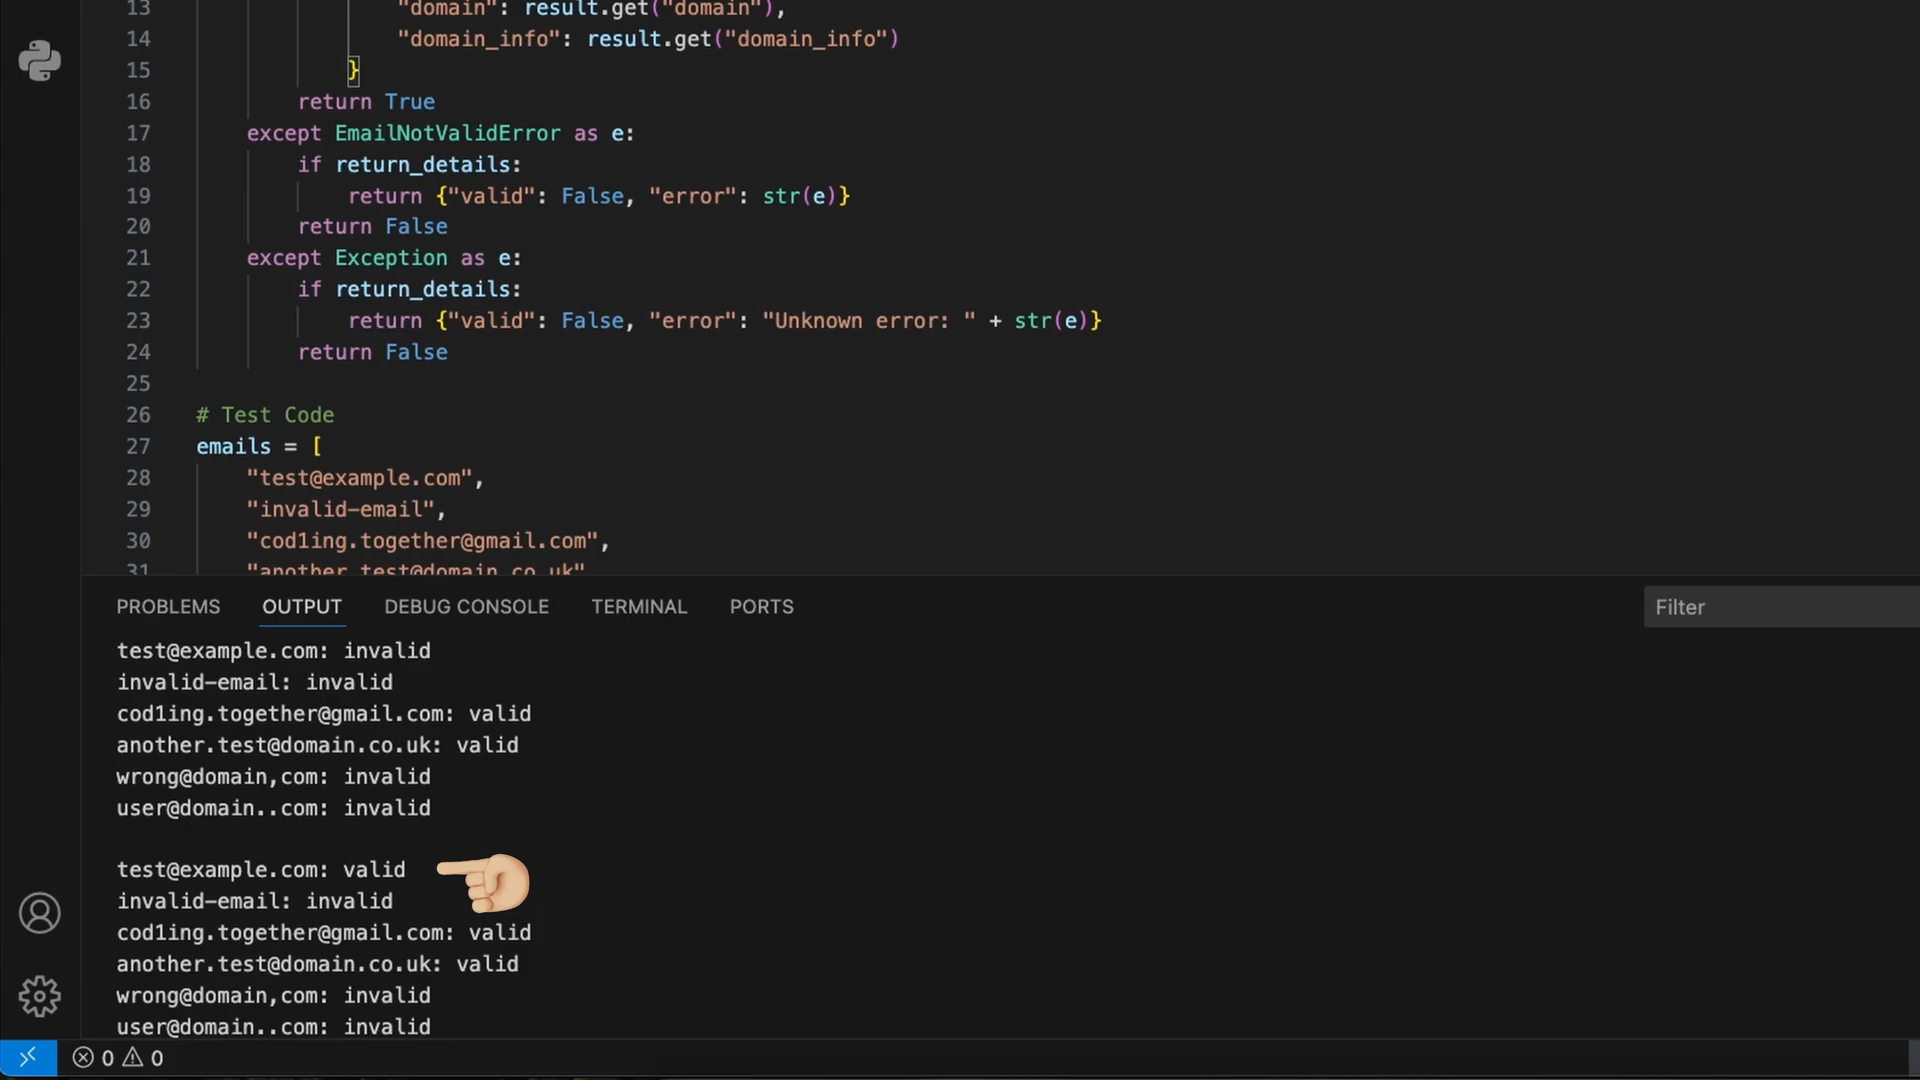 13 "domain": result.get("domain"),
14 "domain_info": result.get("domain_info")
15 }
16 return True
17 except EmailNotValidError as e:
18 if return_details:
19 return {"valid": False, "error": str(e)}
20 return False
21 except Exception as e:
22 if return_details:
23 return {"valid": False, "error": "Unknown error: " + str(e)}
24 return False
25
26 # Test Code
27 emails = [
28 "test@example.com",
29 "invalid-email",
30 "cod1ing.together@gmail.com",
31 "another.test@domain.co.uk"
PROBLEMS OUTPUT DEBUG CONSOLE TERMINAL PORTS Filter
test@example.com: invalid
invalid-email: invalid
cod1ing.together@gmail.com: valid
another.test@domain.co.uk: valid
wrong@domain,com: invalid
user@domain..com: invalid
test@example.com: valid
invalid-email: invalid
cod1ing.together@gmail.com: valid
another.test@domain.co.uk: valid
wrong@domain,com: invalid
user@domain..com: invalid
0 0